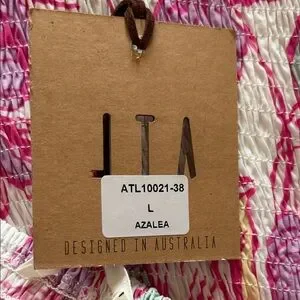 ATL10021-38
L
AZALEA
DESIGNED IN AUSTRALIA